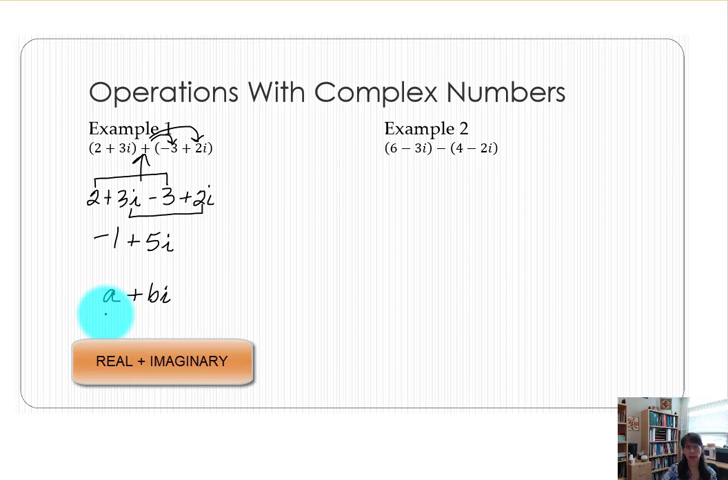 Operations With Complex Numbers
Example 1
(2 + 3i) + (−3 + 2i)
2 + 3i - 3 + 2i
-1 + 5i
a + bi
REAL + IMAGINARY
Example 2
(6 − 3i) − (4 − 2i)